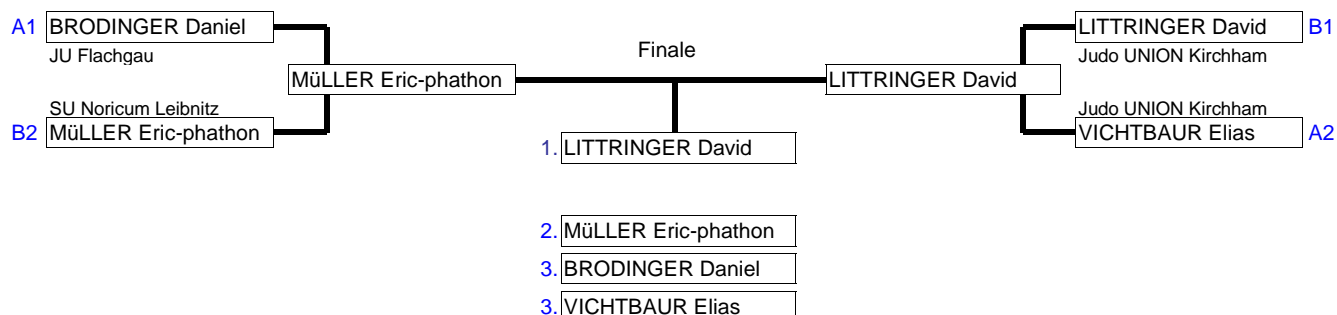 A1 BRODINGER Daniel
JU Flachgau
SU Noricum Leibnitz
B2 MüLLER Eric-phathon
MüLLER Eric-phathon
Finale
LITTRINGER David
LITTRINGER David B1
Judo UNION Kirchham
Judo UNION Kirchham
VICHTBAUR Elias A2
1. LITTRINGER David
2. MüLLER Eric-phathon
3. BRODINGER Daniel
3. VICHTBAUR Elias